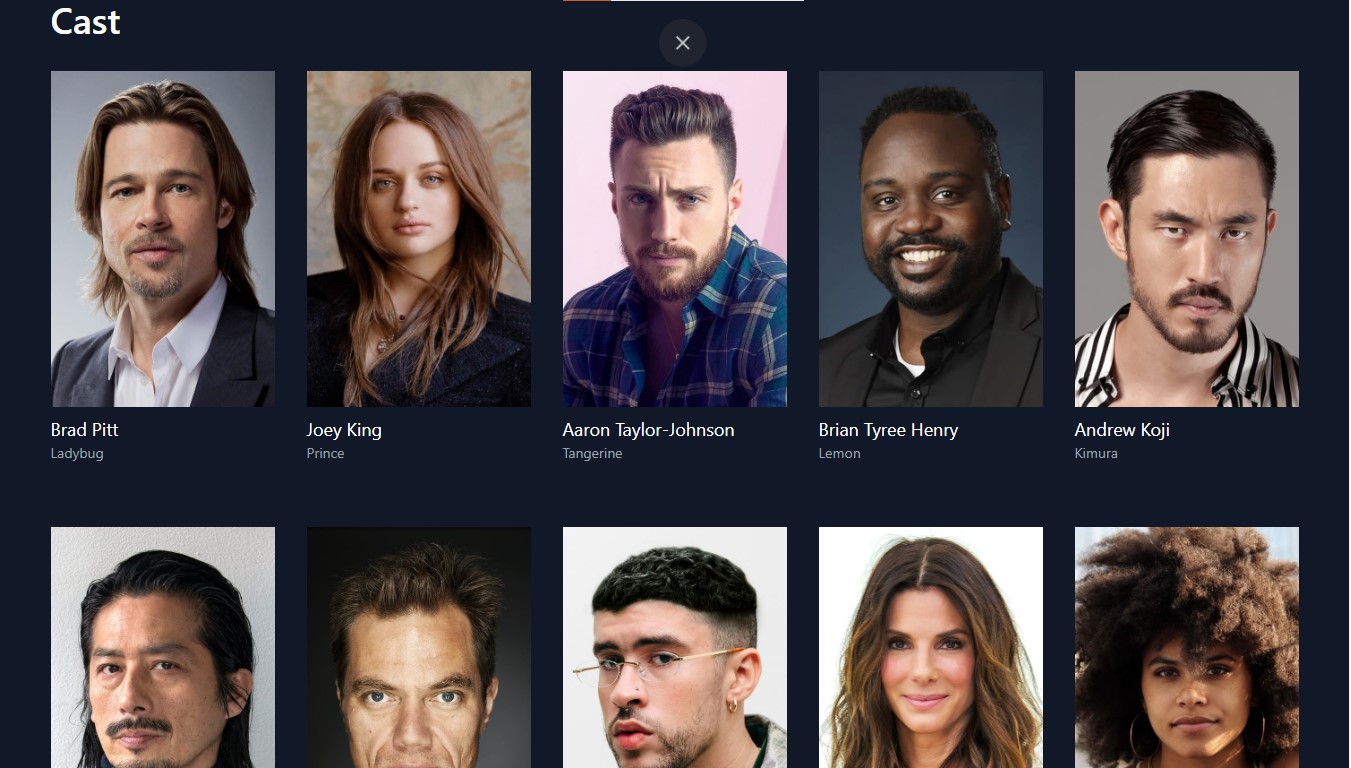 Cast
Brad Pitt
Ladybug
Joey King
Prince
Aaron Taylor-Johnson
Tangerine
Brian Tyree Henry
Lemon
Andrew Koji
Kimura